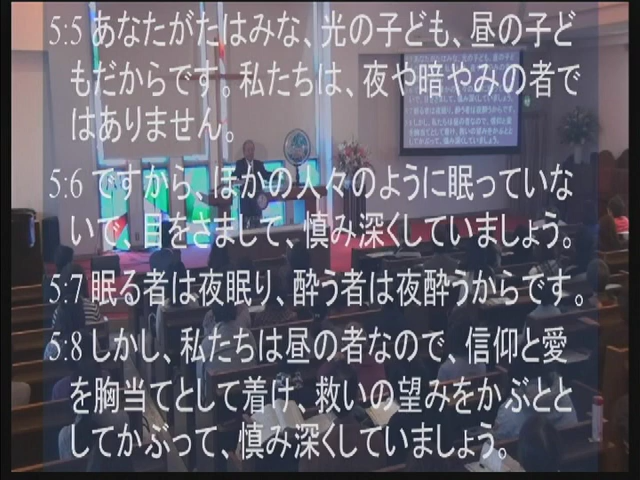 5:5 あなたがたはみな、光の子ども、昼の子ど
もだからです。私たちは、夜や暗やみの者で
はありません。
5:6 ですから、ほかの人々のように眠っていな
いで、目をさまして、慎み深くしていましょう。
5:7 眠る者は夜眠り、酔う者は夜酔うからです。
5:8 しかし、私たちは昼の者なので、信仰と愛
を胸当てとして着け、救いの望みをかぶとと
してかぶって、慎み深くしていましょう。